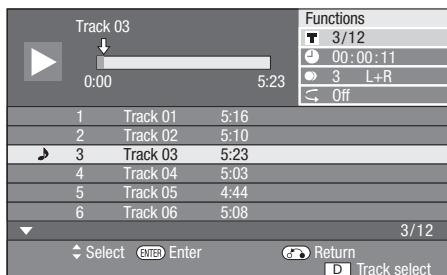 Track 03
0:00 5:23
Functions
T 3/12
00:00:11
3 L+R
Off
1 Track 01 5:16
2 Track 02 5:10
3 Track 03 5:23
4 Track 04 5:03
5 Track 05 4:44
6 Track 06 5:08
3/12
Select ENTER Enter Return
D Track select